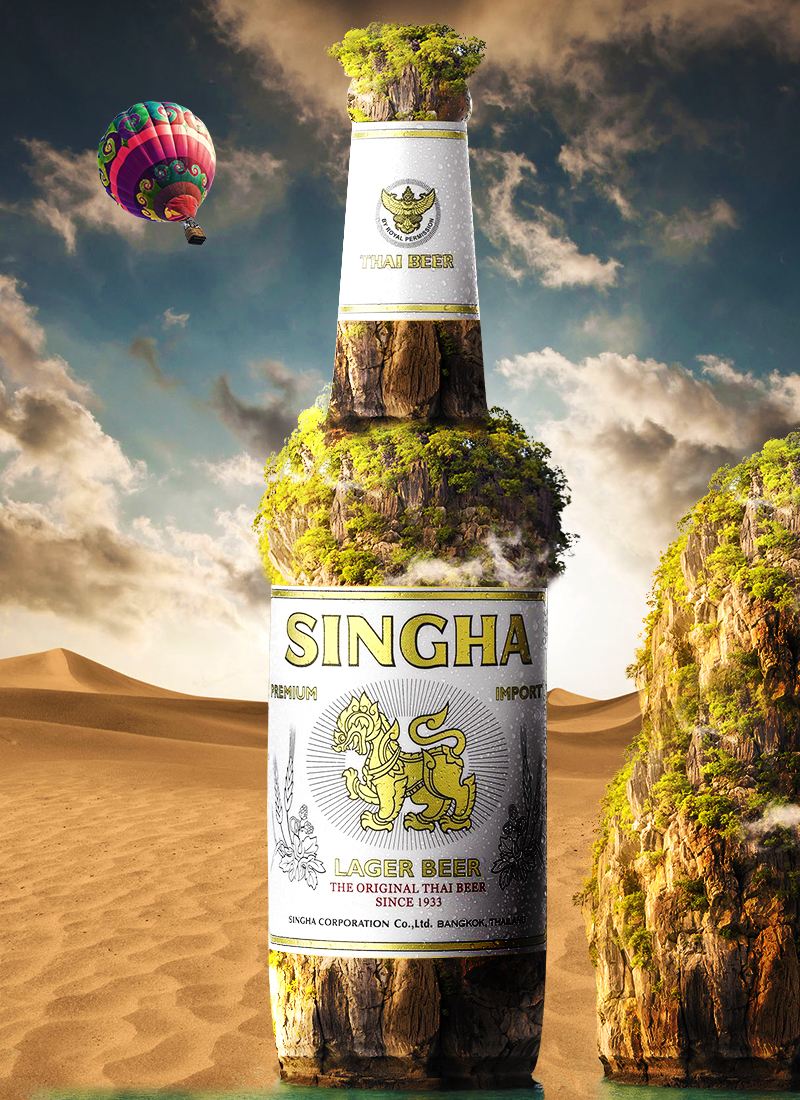 BY ROYAL PERMISSION
THAI BEER
SINGHA
PREMIUM IMPORT
LAGER BEER
THE ORIGINAL THAI BEER
SINCE 1933
SINGHA CORPORATION Co.,Ltd. BANGKOK, THAILAND